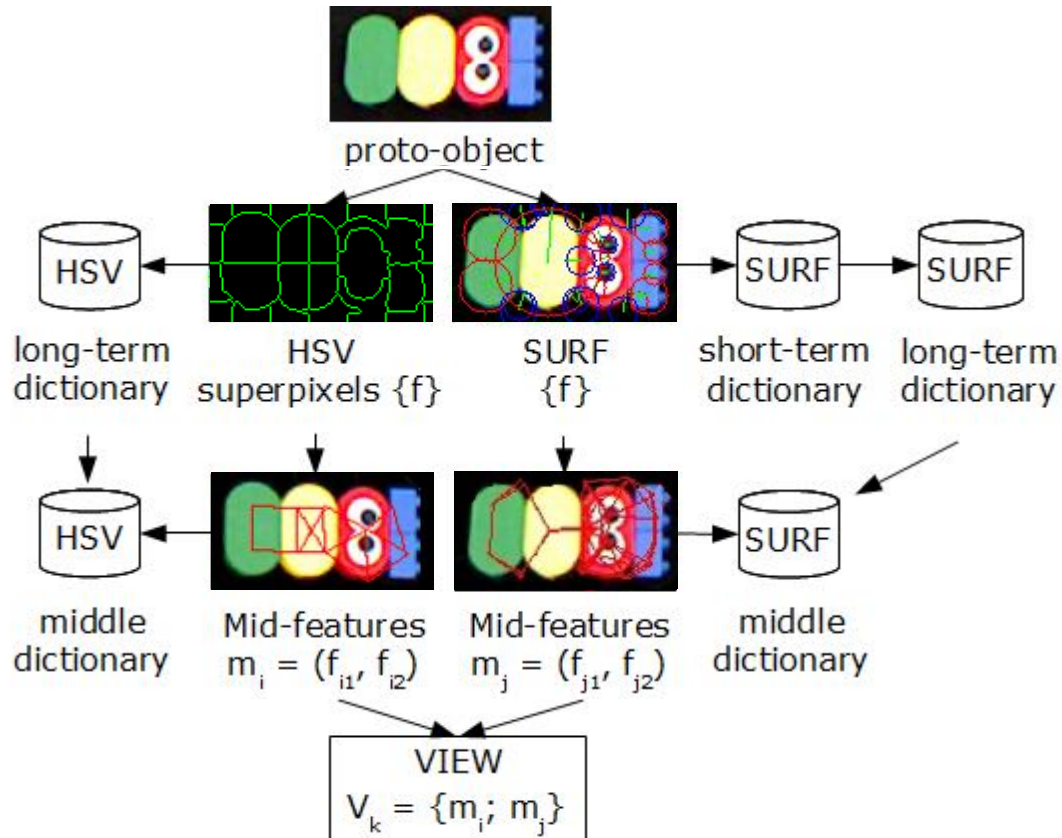 proto-object
HSV
SURF
SURF
long-term
dictionary
HSV
superpixels {f}
SURF
{f}
short-term
dictionary
long-term
dictionary
HSV
SURF
middle
dictionary
Mid-features
m_i = (f_i1, f_i2)
Mid-features
m_j = (f_j1, f_j2)
middle
dictionary
VIEW
V_k = {m_i; m_j}